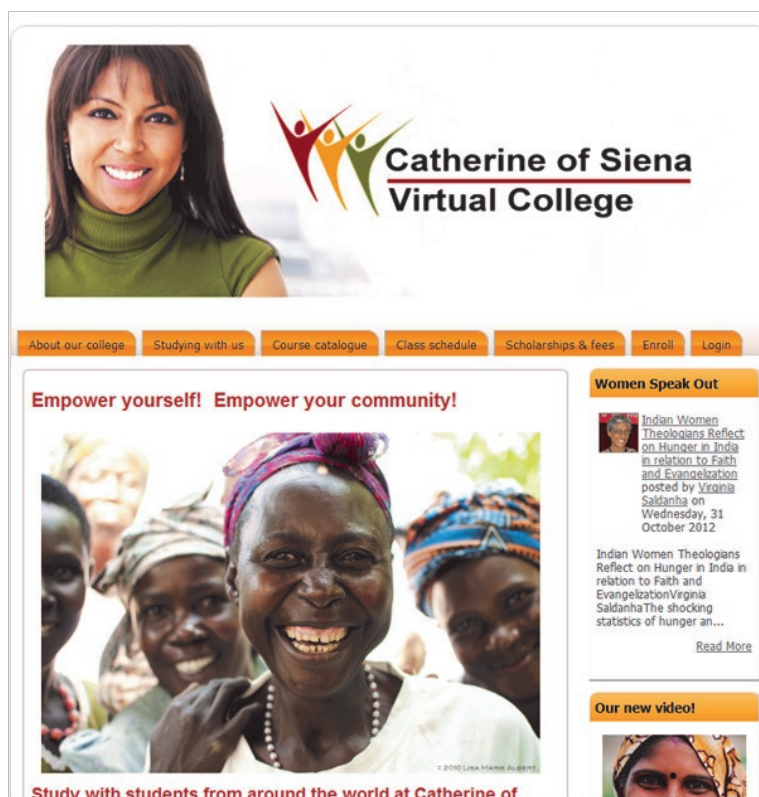 Catherine of Siena
Virtual College
About our college
Studying with us
Course catalogue
Class schedule
Scholarships & fees
Enroll
Login
Empower yourself! Empower your community!
© 2010 Lisa Marie Albert
Study with students from around the world at Catherine of
Women Speak Out
Indian Women
Theologians Reflect
on Hunger in India
in relation to Faith
and Evangelization
posted by Virginia
Saldanha on
Wednesday, 31
October 2012
Indian Women Theologians
Reflect on Hunger in India in
relation to Faith and
EvangelizationVirginia
SaldanhaThe shocking
statistics of hunger an...
Read More
Our new video!